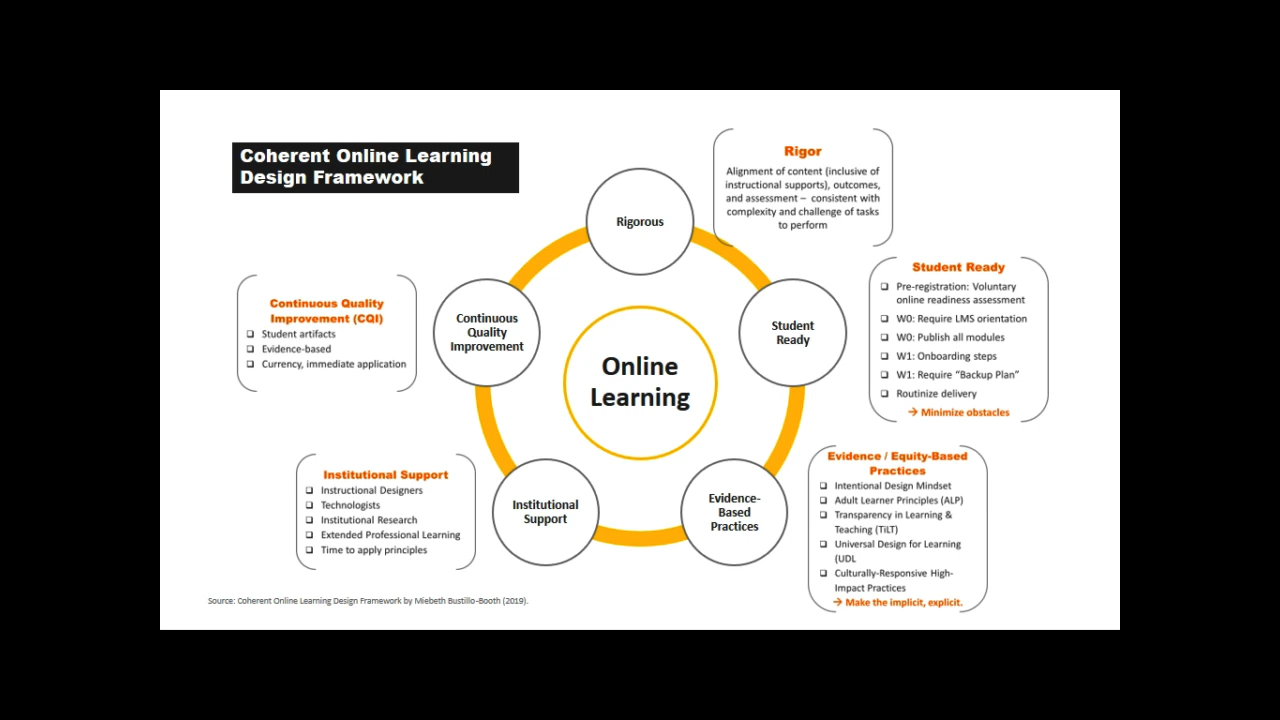 Coherent Online Learning
Design Framework
Rigorous
Rigor
Alignment of content (inclusive of
instructional supports), outcomes,
and assessment – consistent with
complexity and challenge of tasks
to perform
Student
Ready
Student Ready
Pre-registration: Voluntary
online readiness assessment
W0: Require LMS orientation
W0: Publish all modules
W1: Onboarding steps
W1: Require “Backup Plan”
Routinize delivery
→ Minimize obstacles
Continuous
Quality
Improvement
Continuous Quality
Improvement (CQI)
Student artifacts
Evidence-based
Currency, immediate application
Online
Learning
Evidence-
Based
Practices
Evidence / Equity-Based
Practices
Intentional Design Mindset
Adult Learner Principles (ALP)
Transparency in Learning &
Teaching (TiLT)
Universal Design for Learning
(UDL
Culturally-Responsive High-
Impact Practices
→ Make the implicit, explicit.
Institutional
Support
Institutional Support
Instructional Designers
Technologists
Institutional Research
Extended Professional Learning
Time to apply principles
Source: Coherent Online Learning Design Framework by Miebeth Bustillo-Booth (2019).